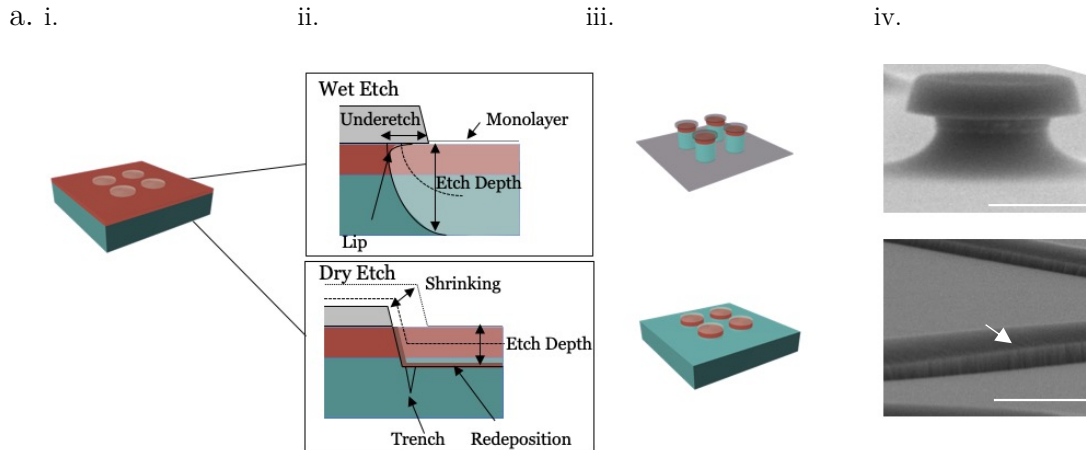 a. i.
ii.
iii.
iv.
Wet Etch
Underetch
Monolayer
Etch Depth
Lip
Dry Etch
Shrinking
Etch Depth
Trench
Redeposition